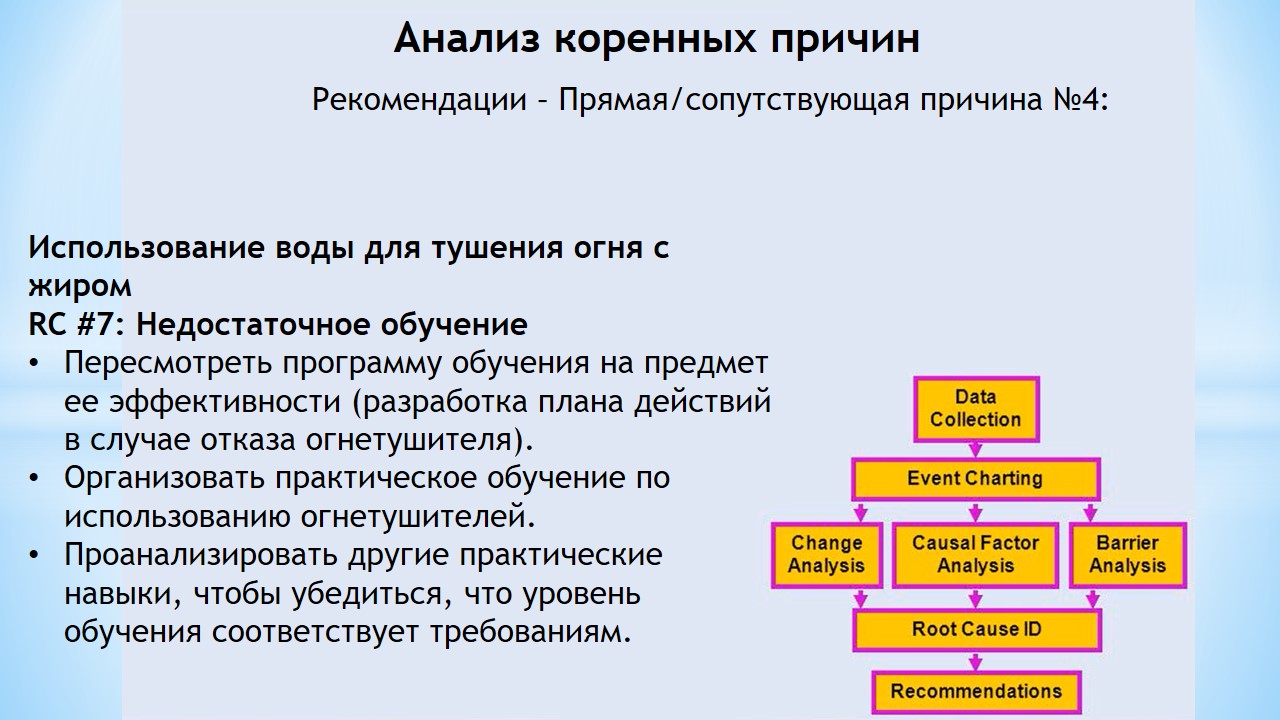 Анализ коренных причин
Рекомендации – Прямая/сопутствующая причина №4:
Использование воды для тушения огня с
жиром
RC #7: Недостаточное обучение
• Пересмотреть программу обучения на предмет
ее эффективности (разработка плана действий
в случае отказа огнетушителя).
• Организовать практическое обучение по
использованию огнетушителей.
• Проанализировать другие практические
навыки, чтобы убедиться, что уровень
обучения соответствует требованиям.
Data
Collection
Event Charting
Change
Analysis
Causal Factor
Analysis
Barrier
Analysis
Root Cause ID
Recommendations